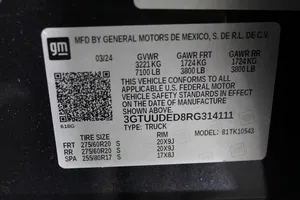 gm
MFD BY GENERAL MOTORS DE MEXICO, S. DE R.L. DE C.V.
03/24 GVWR GAWR FRT GAWR RR
3221 KG 1724 KG 1724 KG
7100 LB 3800 LB 3800 LB
THIS VEHICLE CONFORMS TO ALL
APPLICABLE U.S. FEDERAL MOTOR
VEHICLE SAFETY STANDARDS IN EFFECT
ON THE DATE OF MANUFACTURE
SHOWN ABOVE.
3GTUUDED8RG314111
TYPE: TRUCK MODEL: 81TK10543
TIRE SIZE RIM
FRT 275/60R20 S 20X9J
RR 275/60R20 S 20X9J
SPA 255/80R17 S 17X8J